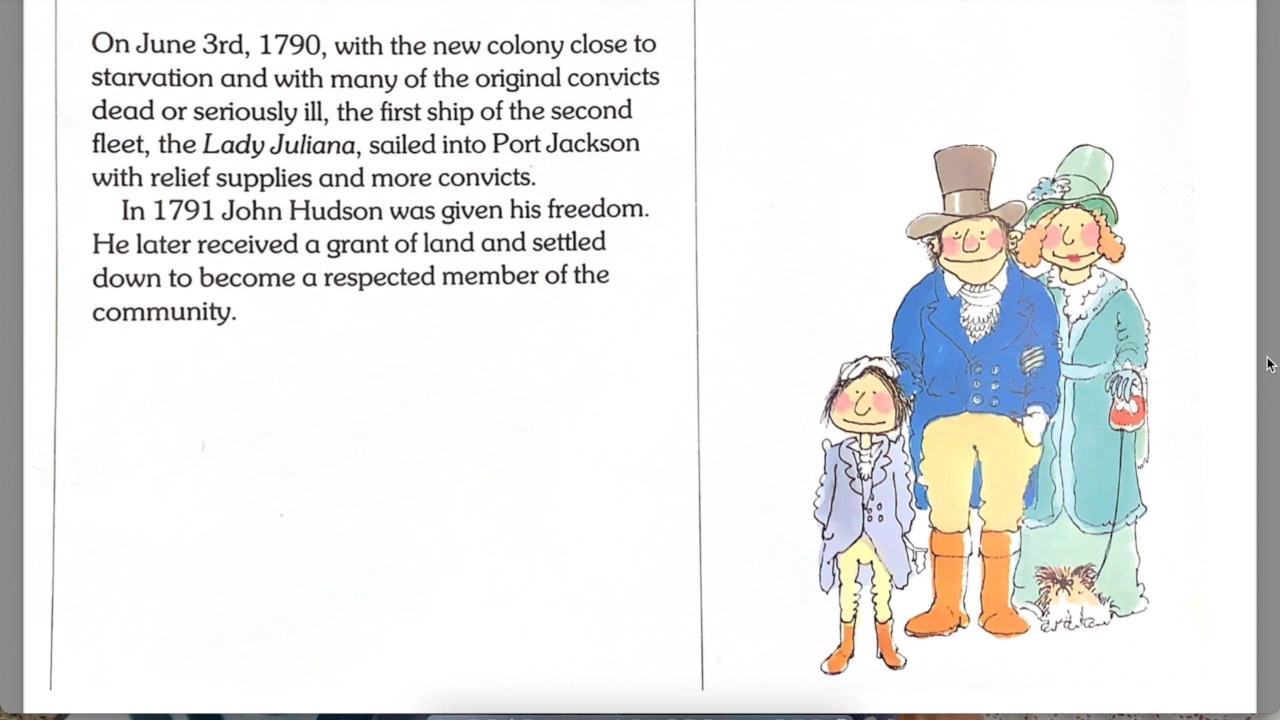 On June 3rd, 1790, with the new colony close to
starvation and with many of the original convicts
dead or seriously ill, the first ship of the second
fleet, the Lady Juliana, sailed into Port Jackson
with relief supplies and more convicts.
In 1791 John Hudson was given his freedom.
He later received a grant of land and settled
down to become a respected member of the
community.